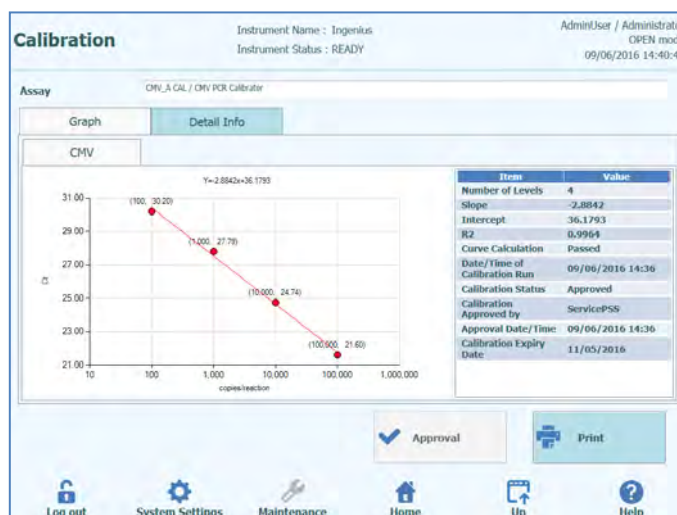 Calibration
Instrument Name : Ingenius
Instrument Status : READY
AdminUser / Administrato
OPEN mod
09/06/2016 14:40:4
Assay
CMV_A CAL / CMV PCR Calibrator
Graph
Detail Info
CMV
Y=-2.8842x+36.1793
31.00
29.00
27.00
25.00
23.00
21.00
Ct
(100, 30.20)
(1,000, 27.78)
(10,000, 24.74)
(100,000, 21.60)
10
100
1,000
10,000
100,000
1,000,000
copies/reaction
Item Value
Number of Levels 4
Slope -2.8842
Intercept 36.1793
R2 0.9964
Curve Calculation Passed
Date/Time of
Calibration Run 09/06/2016 14:36
Calibration Status Approved
Calibration
Approved by ServicePSS
Approval Date/Time 09/06/2016 14:36
Calibration Expiry
Date 11/05/2016
Approval
Print
Log out
System Settings
Maintenance
Home
Up
Help